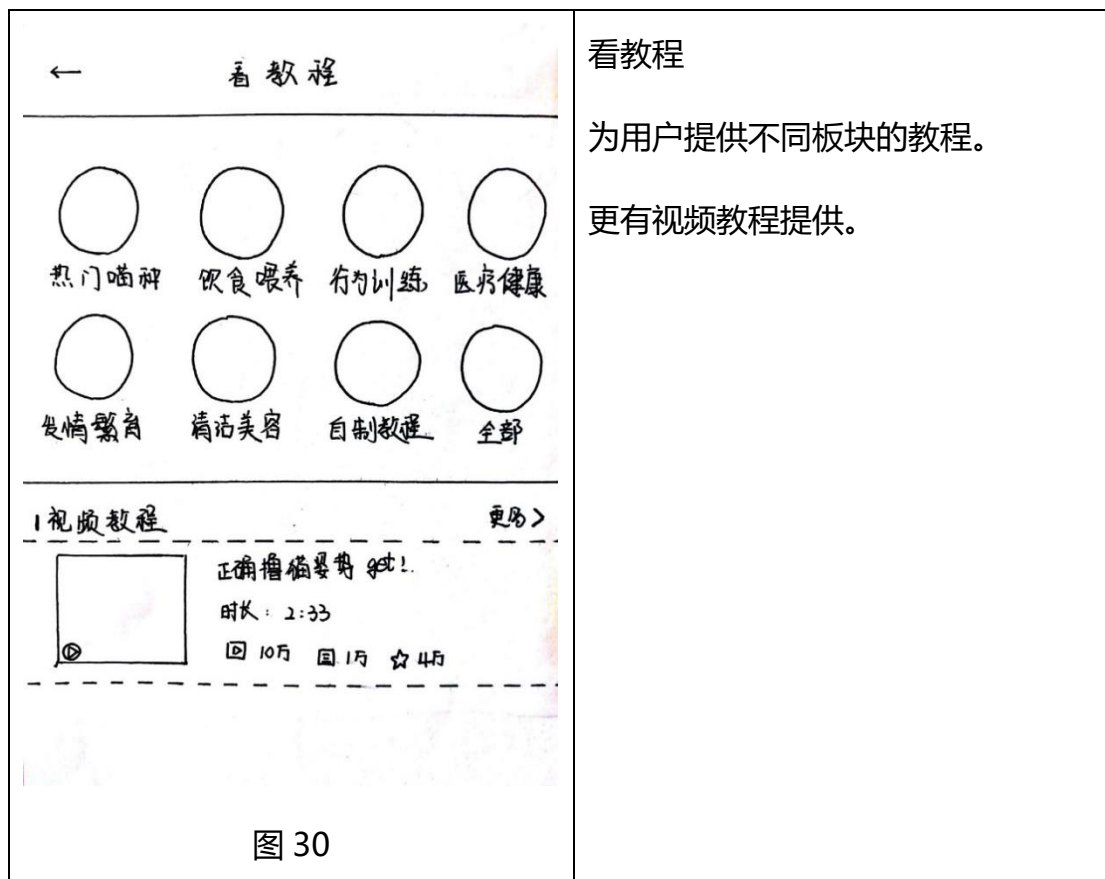 ← 看教程
热门喵种 饮食喂养 行为训练 医疗健康
发情繁育 清洁美容 自制教程 全部
视频教程 更多>
正确撸猫姿势 get!
时长：2:33
10万 1万 4万
图 30
看教程
为用户提供不同板块的教程。
更有视频教程提供。